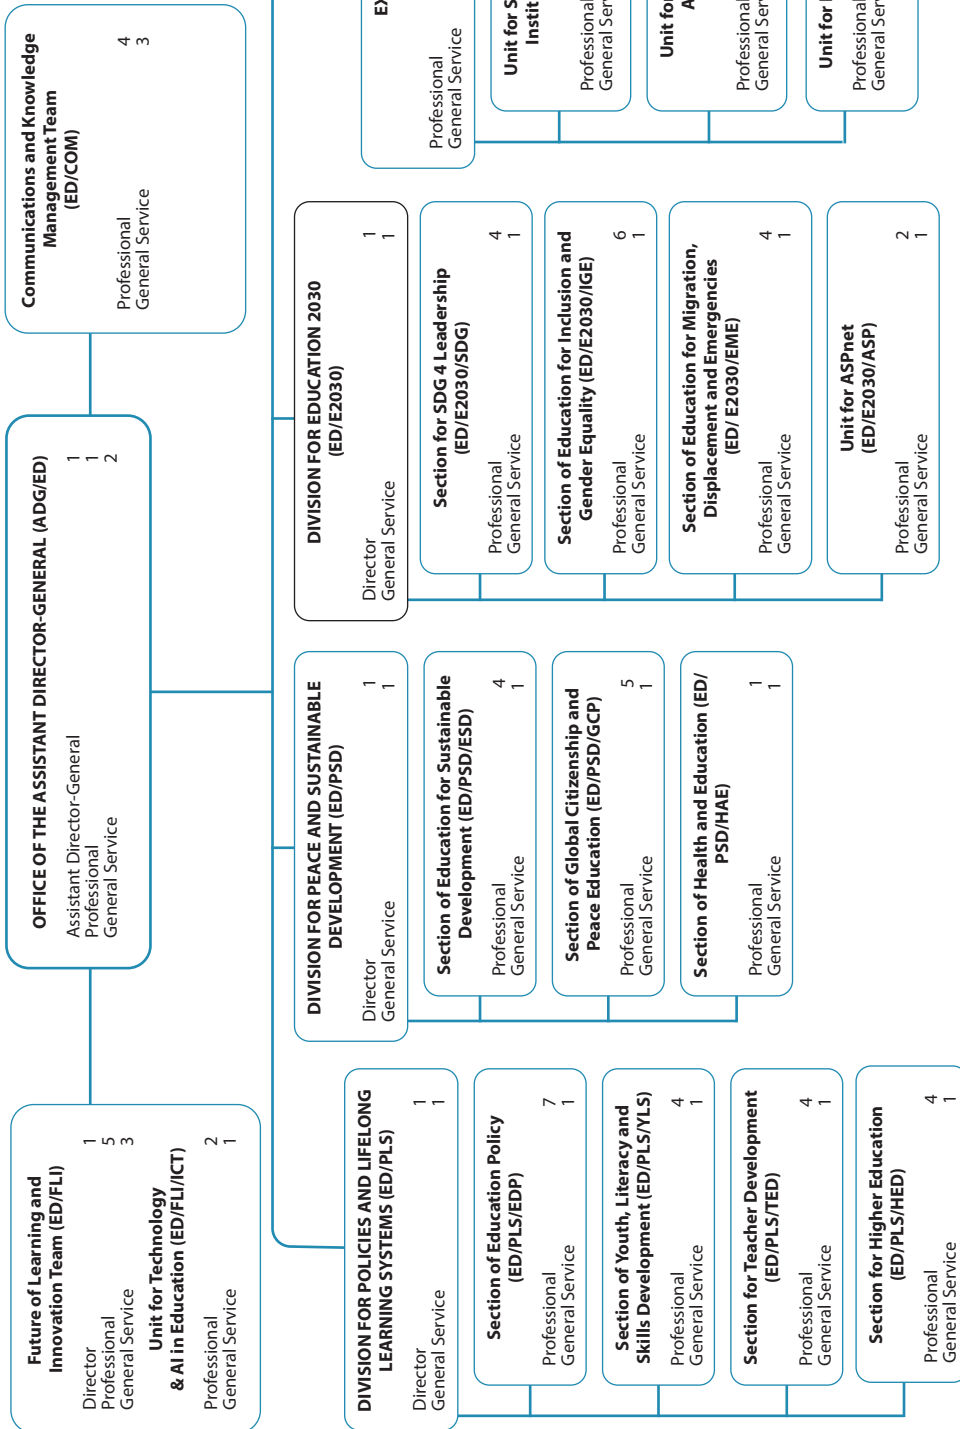 Future of Learning and
Innovation Team (ED/FLI)
Director 1
Professional 5
General Service 3
Unit for Technology
& AI in Education (ED/FLI/ICT)
Professional 2
General Service 1
OFFICE OF THE ASSISTANT DIRECTOR-GENERAL (ADG/ED)
Assistant Director-General 1
Professional 1
General Service 2
Communications and Knowledge
Management Team
(ED/COM)
Professional 4
General Service 3
DIVISION FOR POLICIES AND LIFELONG
LEARNING SYSTEMS (ED/PLS)
Director 1
General Service 1
Section of Education Policy
(ED/PLS/EDP)
Professional 7
General Service 1
Section of Youth, Literacy and
Skills Development (ED/PLS/YLS)
Professional 4
General Service 1
Section for Teacher Development
(ED/PLS/TED)
Professional 4
General Service 1
Section for Higher Education
(ED/PLS/HED)
Professional 4
General Service 1
DIVISION FOR PEACE AND SUSTAINABLE
DEVELOPMENT (ED/PSD)
Director 1
General Service 1
Section of Education for Sustainable
Development (ED/PSD/ESD)
Professional 4
General Service 1
Section of Global Citizenship and
Peace Education (ED/PSD/GCP)
Professional 5
General Service 1
Section of Health and Education (ED/
PSD/HAE)
Professional 1
General Service 1
DIVISION FOR EDUCATION 2030
(ED/E2030)
Director 1
General Service 1
Section for SDG 4 Leadership
(ED/E2030/SDG)
Professional 4
General Service 1
Section of Education for Inclusion and
Gender Equality (ED/E2030/IGE)
Professional 6
General Service 1
Section of Education for Migration,
Displacement and Emergencies
(ED/ E2030/EME)
Professional 4
General Service 1
Unit for ASPnet
(ED/E2030/ASP)
Professional 2
General Service 1
Professional
General Service
Unit for
Professional
General
Unit for
Professional
General
Unit for
Professional
General